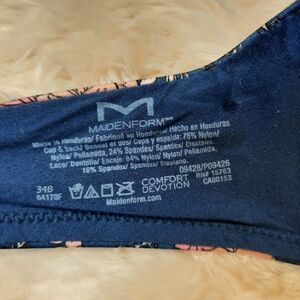 M
MAIDENFORM™
Made in Honduras/ Fabriqué au Honduras/ Hecho en Honduras
Cup & back/ Bonnet et dos/ Copa y espalda: 76% Nylon/
Nylon/ Poliamida, 24% Spandex/ Spandex/ Elastano.
Lace/ Dentelle/ Encaje: 84% Nylon/ Nylon/ Poliamida,
16% Spandex/ Spandex/ Elastano.
09428/P09428
34B COMFORT RN# 15763
04170F DEVOTION CA00153
Maidenform.com